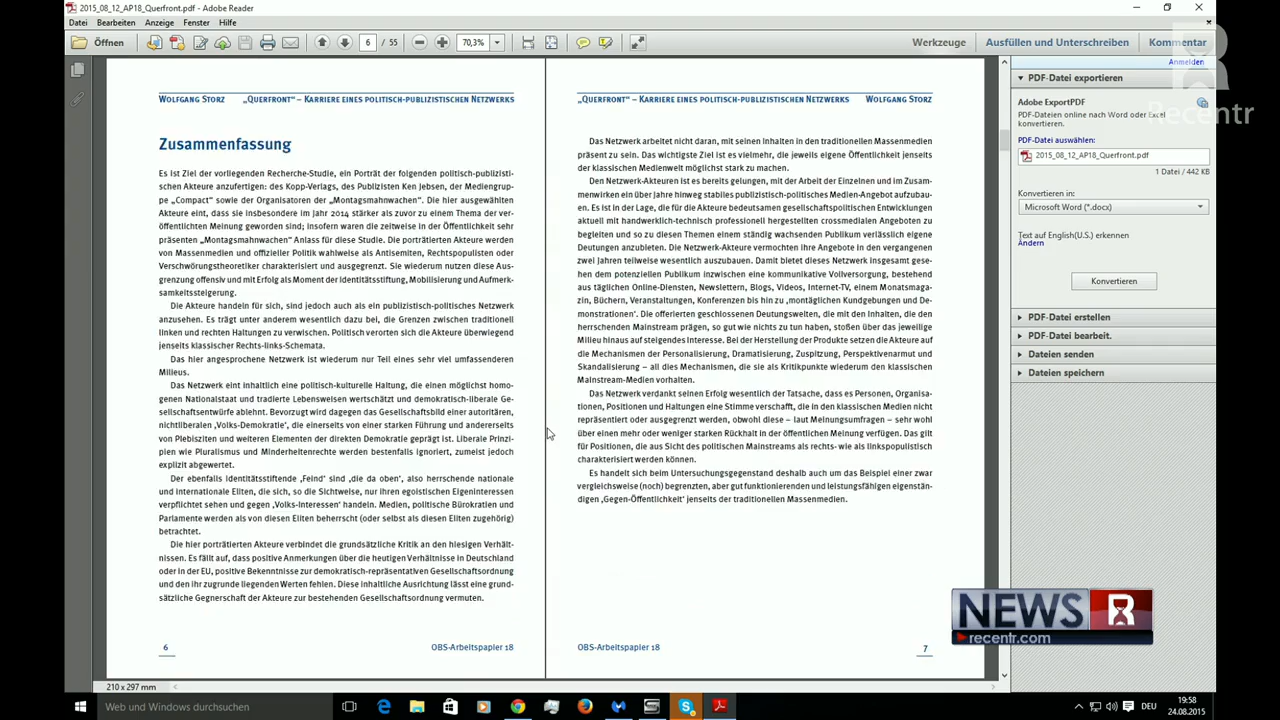 2015_08_12_AP18_Querfront.pdf - Adobe Reader
Datei Bearbeiten Anzeige Fenster Hilfe
Öffnen 6 / 55 70,3% Werkzeuge Ausfüllen und Unterschreiben Kommentar
Anmelden
Recentr
WOLFGANG STORZ „QUERFRONT“ – KARRIERE EINES POLITISCH-PUBLIZISTISCHEN NETZWERKS
Zusammenfassung
Es ist Ziel der vorliegenden Recherche-Studie, ein Porträt der folgenden politisch-publizisti-
schen Akteure anzufertigen: des Kopp-Verlags, des Publizisten Ken Jebsen, der Mediengrup-
pe „Compact“ sowie der Organisatoren der „Montagsmahnwachen“. Die hier ausgewählten
Akteure eint, dass sie insbesondere im Jahr 2014 stärker als zuvor zu einem Thema der ver-
öffentlichten Meinung geworden sind; insofern waren die zeitweise in der Öffentlichkeit sehr
präsenten „Montagsmahnwachen“ Anlass für diese Studie. Die porträtierten Akteure werden
von Massenmedien und offizieller Politik wahlweise als Antisemiten, Rechtspopulisten oder
Verschwörungstheoretiker charakterisiert und ausgegrenzt. Sie wiederum nutzen diese Aus-
grenzung offensiv und mit Erfolg als Moment der Identitätsstiftung, Mobilisierung und Aufmerk-
samkeitssteigerung.
Die Akteure handeln für sich, sind jedoch auch als ein publizistisch-politisches Netzwerk
anzusehen. Es trägt unter anderem wesentlich dazu bei, die Grenzen zwischen traditionell
linken und rechten Haltungen zu verwischen. Politisch verorten sich die Akteure überwiegend
jenseits klassischer Rechts-links-Schemata.
Das hier angesprochene Netzwerk ist wiederum nur Teil eines sehr viel umfassenderen
Milieus.
Das Netzwerk eint inhaltlich eine politisch-kulturelle Haltung, die einen möglichst homo-
genen Nationalstaat und tradierte Lebensweisen wertschätzt und demokratisch-liberale Ge-
sellschaftsentwürfe ablehnt. Bevorzugt wird dagegen das Gesellschaftsbild einer autoritären,
nichtliberalen ‚Volks-Demokratie‘, die einerseits von einer starken Führung und andererseits
von Plebisziten und weiteren Elementen der direkten Demokratie geprägt ist. Liberale Prinzi-
pien wie Pluralismus und Minderheitenrechte werden bestenfalls ignoriert, zumeist jedoch
explizit abgewertet.
Der ebenfalls identitätsstiftende ‚Feind‘ sind ‚die da oben‘, also herrschende nationale
und internationale Eliten, die sich, so die Sichtweise, nur ihren egoistischen Eigeninteressen
verpflichtet sehen und gegen ‚Volks-Interessen‘ handeln. Medien, politische Bürokratien und
Parlamente werden als von diesen Eliten beherrscht (oder selbst als diesen Eliten zugehörig)
betrachtet.
Die hier porträtierten Akteure verbindet die grundsätzliche Kritik an den hiesigen Verhält-
nissen. Es fällt auf, dass positive Anmerkungen über die heutigen Verhältnisse in Deutschland
oder in der EU, positive Bekenntnisse zur demokratisch-repräsentativen Gesellschaftsordnung
und den ihr zugrunde liegenden Werten fehlen. Diese inhaltliche Ausrichtung lässt eine grund-
sätzliche Gegnerschaft der Akteure zur bestehenden Gesellschaftsordnung vermuten.
6 OBS-Arbeitspapier 18
„QUERFRONT“ – KARRIERE EINES POLITISCH-PUBLIZISTISCHEN NETZWERKS WOLFGANG STORZ
Das Netzwerk arbeitet nicht daran, mit seinen Inhalten in den traditionellen Massenmedien
präsent zu sein. Das wichtigste Ziel ist es vielmehr, die jeweils eigene Öffentlichkeit jenseits
der klassischen Medienwelt möglichst stark zu machen.
Den Netzwerk-Akteuren ist es bereits gelungen, mit der Arbeit der Einzelnen und im Zusam-
menwirken ein über Jahre hinweg stabiles publizistisch-politisches Medien-Angebot aufzubau-
en. Es ist in der Lage, die für die Akteure bedeutsamen gesellschaftspolitischen Entwicklungen
aktuell mit handwerklich-technisch professionell hergestellten crossmedialen Angeboten zu
begleiten und so zu diesen Themen einem ständig wachsenden Publikum verlässlich eigene
Deutungen anzubieten. Die Netzwerk-Akteure vermochten ihre Angebote in den vergangenen
zwei Jahren teilweise wesentlich auszubauen. Damit bietet dieses Netzwerk insgesamt gese-
hen dem potenziellen Publikum inzwischen eine kommunikative Vollversorgung, bestehend
aus täglichen Online-Diensten, Newslettern, Blogs, Videos, Internet-TV, einem Monatsmaga-
zin, Büchern, Veranstaltungen, Konferenzen bis hin zu ‚montäglichen Kundgebungen und De-
monstrationen‘. Die offerierten geschlossenen Deutungswelten, die mit den Inhalten, die den
herrschenden Mainstream prägen, so gut wie nichts zu tun haben, stoßen über das jeweilige
Milieu hinaus auf steigendes Interesse. Bei der Herstellung der Produkte setzen die Akteure auf
die Mechanismen der Personalisierung, Dramatisierung, Zuspitzung, Perspektivenarmut und
Skandalisierung – all dies Mechanismen, die sie als Kritikpunkte wiederum den klassischen
Mainstream-Medien vorhalten.
Das Netzwerk verdankt seinen Erfolg wesentlich der Tatsache, dass es Personen, Organisa-
tionen, Positionen und Haltungen eine Stimme verschafft, die in den klassischen Medien nicht
repräsentiert oder ausgegrenzt werden, obwohl diese – laut Meinungsumfragen – sehr wohl
über einen mehr oder weniger starken Rückhalt in der öffentlichen Meinung verfügen. Das gilt
für Positionen, die aus Sicht des politischen Mainstreams als rechts- wie als linkspopulistisch
charakterisiert werden können.
Es handelt sich beim Untersuchungsgegenstand deshalb auch um das Beispiel einer zwar
vergleichsweise (noch) begrenzten, aber gut funktionierenden und leistungsfähigen eigenstän-
digen ‚Gegen-Öffentlichkeit‘ jenseits der traditionellen Massenmedien.
OBS-Arbeitspapier 18 7
PDF-Datei exportieren
Adobe ExportPDF
PDF-Dateien online nach Word oder Excel
konvertieren.
PDF-Datei auswählen:
2015_08_12_AP18_Querfront.pdf
1 Datei / 442 KB
Konvertieren in:
Microsoft Word (*.docx)
Text auf English(U.S.) erkennen
Ändern
Konvertieren
PDF-Datei erstellen
PDF-Datei bearbeit.
Dateien senden
Dateien speichern
NEWS R
recentr.com
210 x 297 mm
Web und Windows durchsuchen
DEU
19:58
24.08.2015